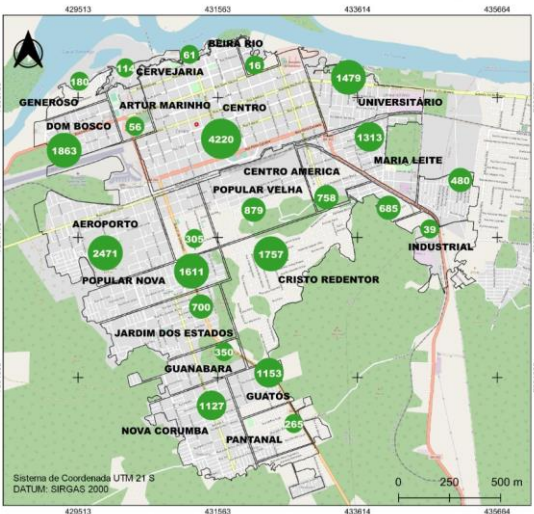 429513 431563 433614 435664
BEIRA RIO
61
16
114
CERVEJARIA
1479
180
GENEROSO
ARTUR MARINHO
CENTRO
UNIVERSITÁRIO
DOM BOSCO
56
4220
1313
1863
MARIA LEITE
CENTRO AMERICA
480
POPULAR VELHA
758
879
685
AEROPORTO
39
305
INDUSTRIAL
2471
1757
1611
POPULAR NOVA
CRISTO REDENTOR
700
JARDIM DOS ESTADOS
350
GUANABARA
1153
GUATÓS
1127
265
NOVA CORUMBA
PANTANAL
Sistema de Coordenada UTM 21 S
DATUM: SIRGAS 2000
0 250 500 m
429513 431563 433614 435664